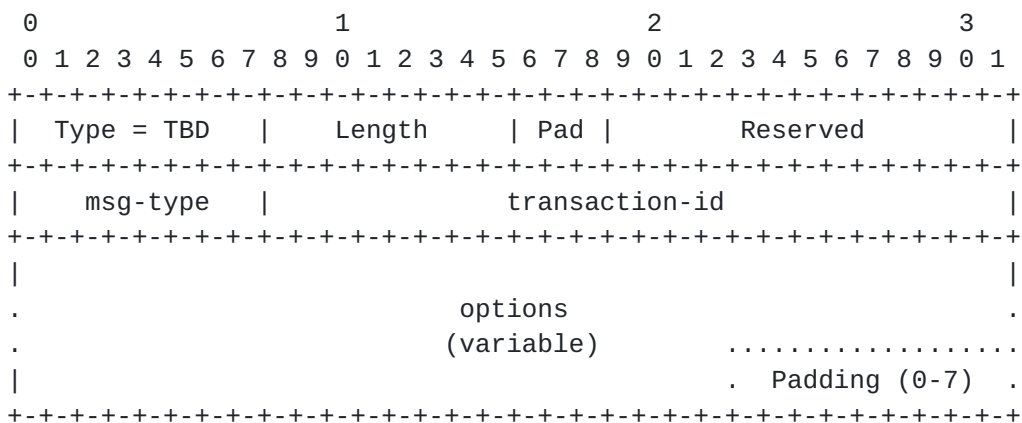 0                   1                   2                   3
 0 1 2 3 4 5 6 7 8 9 0 1 2 3 4 5 6 7 8 9 0 1 2 3 4 5 6 7 8 9 0 1
+-+-+-+-+-+-+-+-+-+-+-+-+-+-+-+-+-+-+-+-+-+-+-+-+-+-+-+-+-+-+-+-+
|  Type = TBD   |    Length     | Pad |        Reserved         |
+-+-+-+-+-+-+-+-+-+-+-+-+-+-+-+-+-+-+-+-+-+-+-+-+-+-+-+-+-+-+-+-+
|    msg-type   |               transaction-id                  |
+-+-+-+-+-+-+-+-+-+-+-+-+-+-+-+-+-+-+-+-+-+-+-+-+-+-+-+-+-+-+-+-+
|                                                               |
.                            options                            .
.                           (variable)        ...................
|                                             .  Padding (0-7)  .
+-+-+-+-+-+-+-+-+-+-+-+-+-+-+-+-+-+-+-+-+-+-+-+-+-+-+-+-+-+-+-+-+